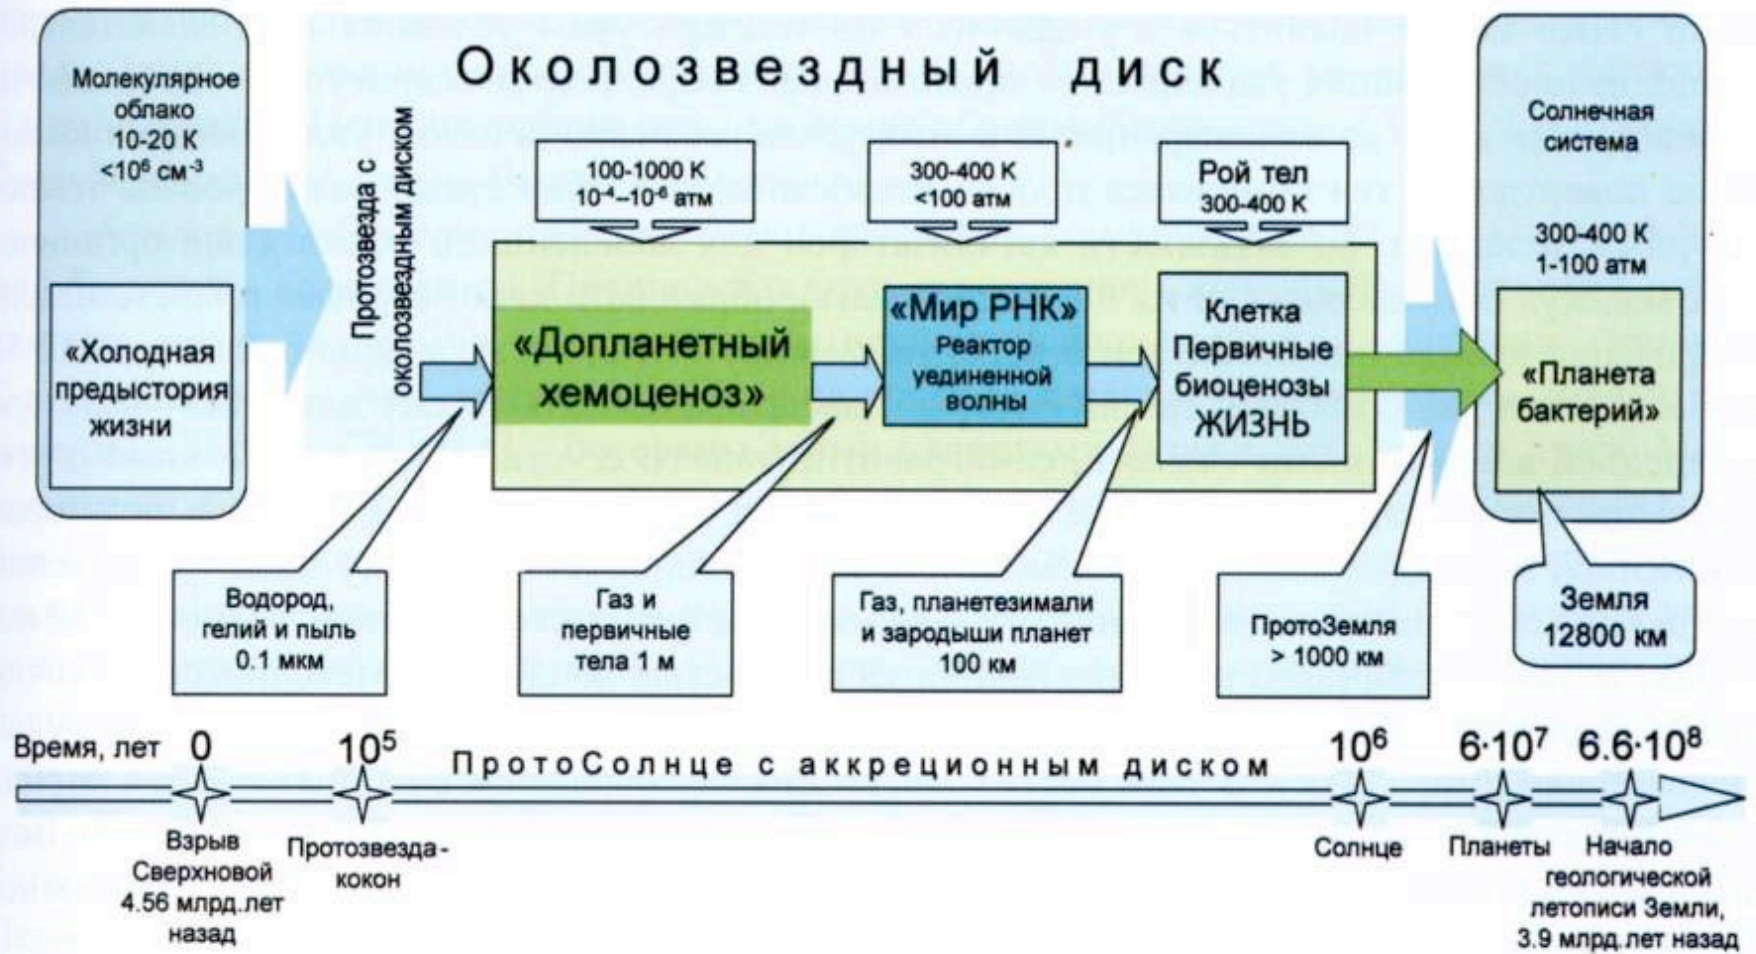 Околозвездный диск
Молекулярное
облако
10-20 К
<10⁶ см⁻³
«Холодная
предыстория
жизни
Протозвезда с
околозвездным диском
100-1000 К
10⁻⁴–10⁻⁶ атм
300-400 К
<100 атм
Рой тел
300-400 К
«Допланетный
хемоценоз»
«Мир РНК»
Реактор
уединенной
волны
Клетка
Первичные
биоценозы
ЖИЗНЬ
Солнечная
система
300-400 К
1-100 атм
«Планета
бактерий»
Водород,
гелий и пыль
0.1 мкм
Газ и
первичные
тела 1 м
Газ, планетезимали
и зародыши планет
100 км
ПротоЗемля
> 1000 км
Земля
12800 км
Время, лет 0 10⁵ ПротоСолнце с аккреционным диском 10⁶ 6·10⁷ 6.6·10⁸
Взрыв
Сверхновой
4.56 млрд.лет
назад
Протозвезда-
кокон
Солнце
Планеты
Начало
геологической
летописи Земли,
3.9 млрд.лет назад